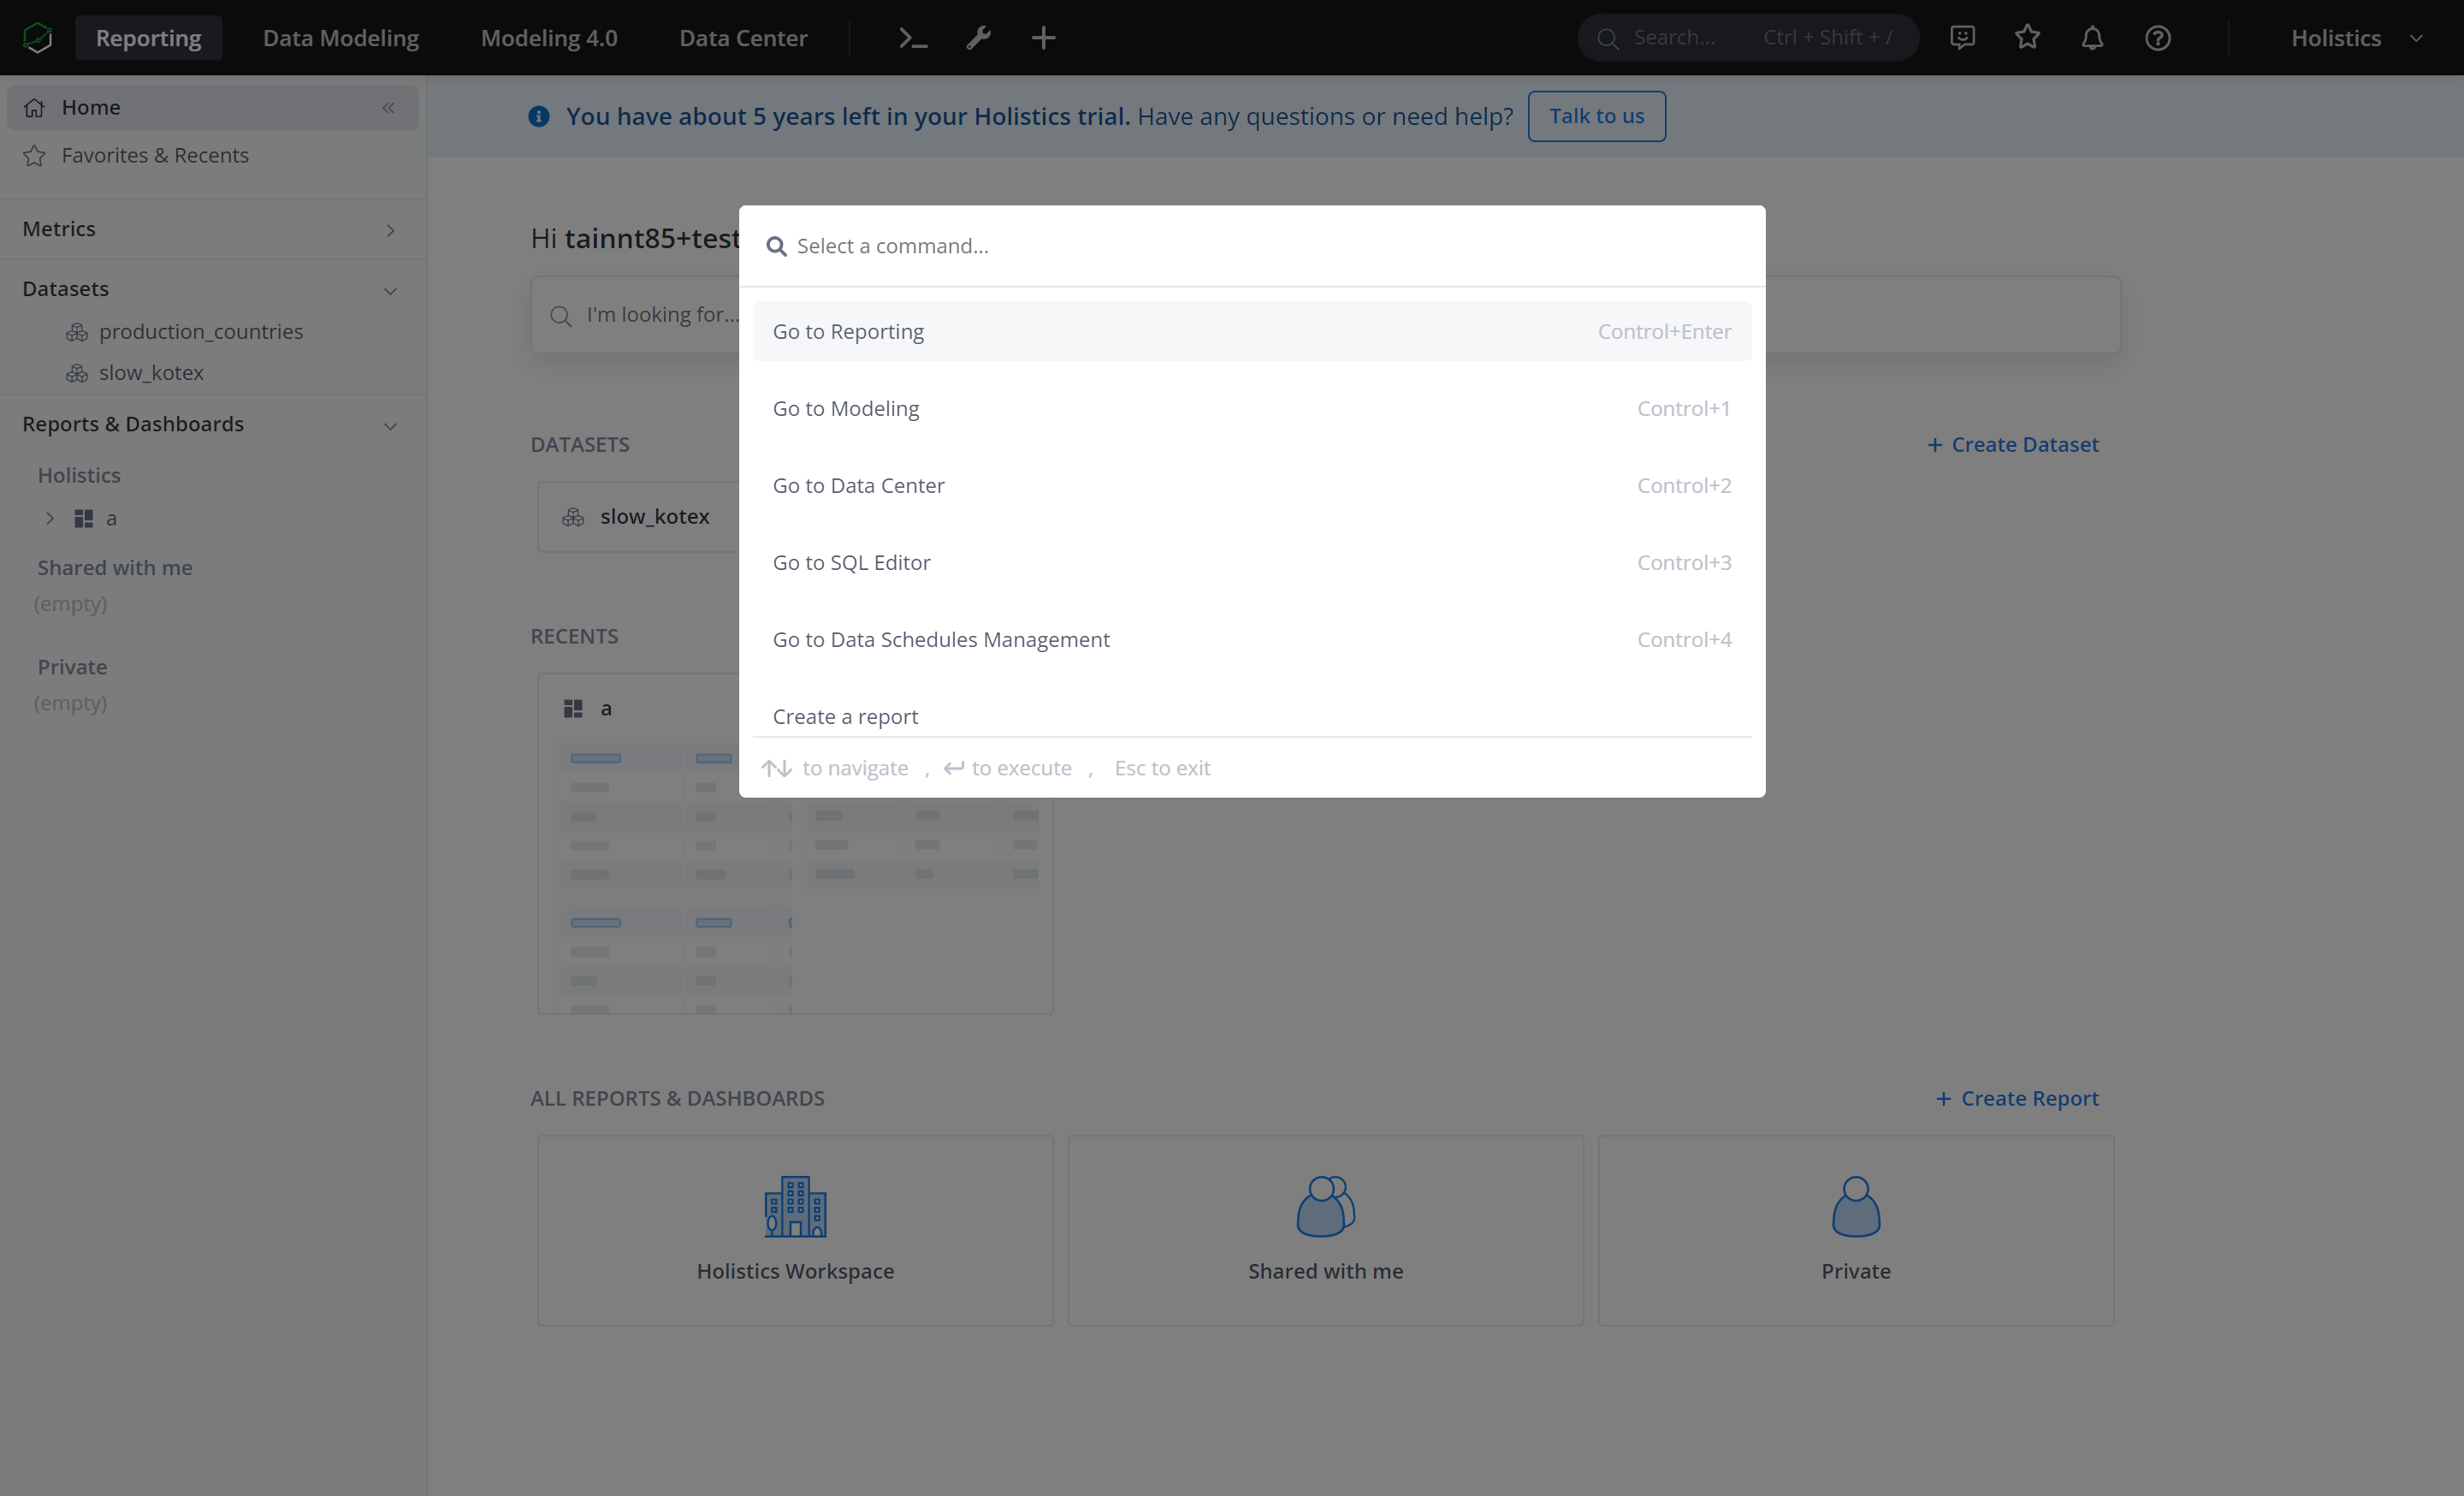 Reporting Data Modeling Modeling 4.0 Data Center Search... Ctrl + Shift + / Holistics
Home
Favorites & Recents
Metrics
Datasets
production_countries
slow_kotex
Reports & Dashboards
Holistics
a
Shared with me
(empty)
Private
(empty)
You have about 5 years left in your Holistics trial. Have any questions or need help? Talk to us
Hi tainnt85+test
I'm looking for...
DATASETS
+ Create Dataset
slow_kotex
RECENTS
a
Select a command...
Go to Reporting Control+Enter
Go to Modeling Control+1
Go to Data Center Control+2
Go to SQL Editor Control+3
Go to Data Schedules Management Control+4
Create a report
↑↓ to navigate , ↵ to execute , Esc to exit
ALL REPORTS & DASHBOARDS
+ Create Report
Holistics Workspace
Shared with me
Private